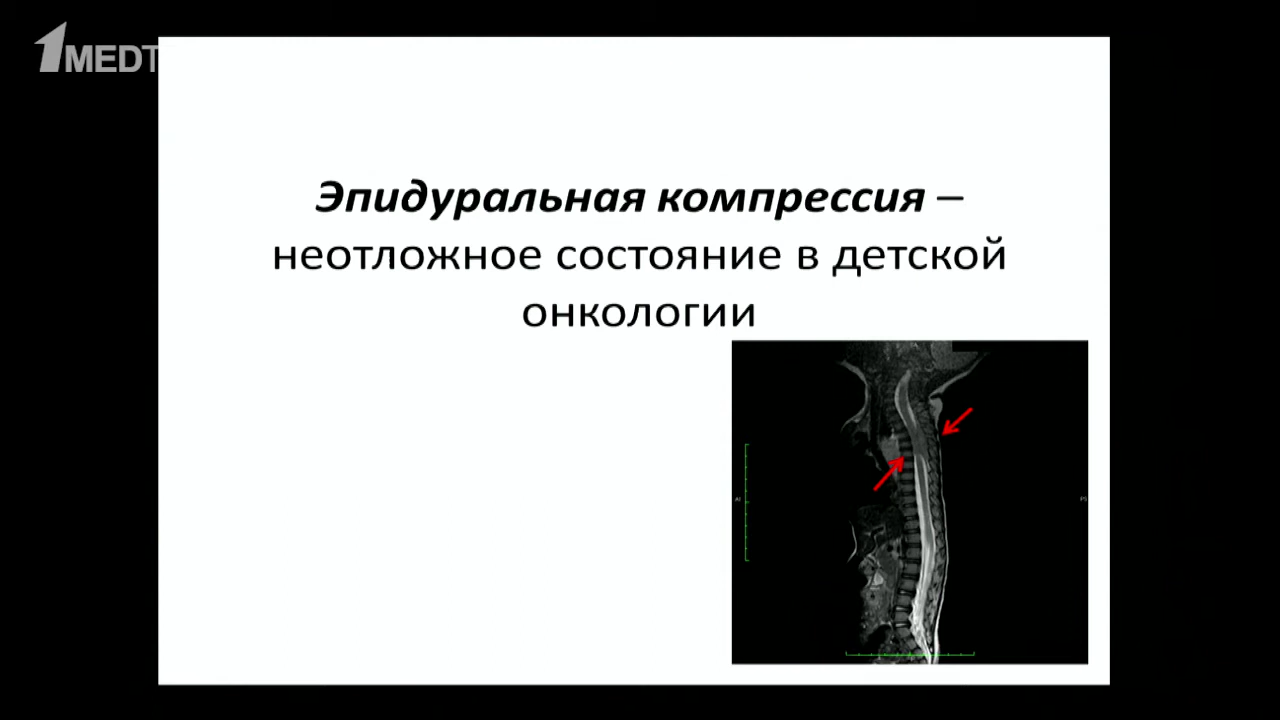 1MEDT
Эпидуральная компрессия –
неотложное состояние в детской
онкологии